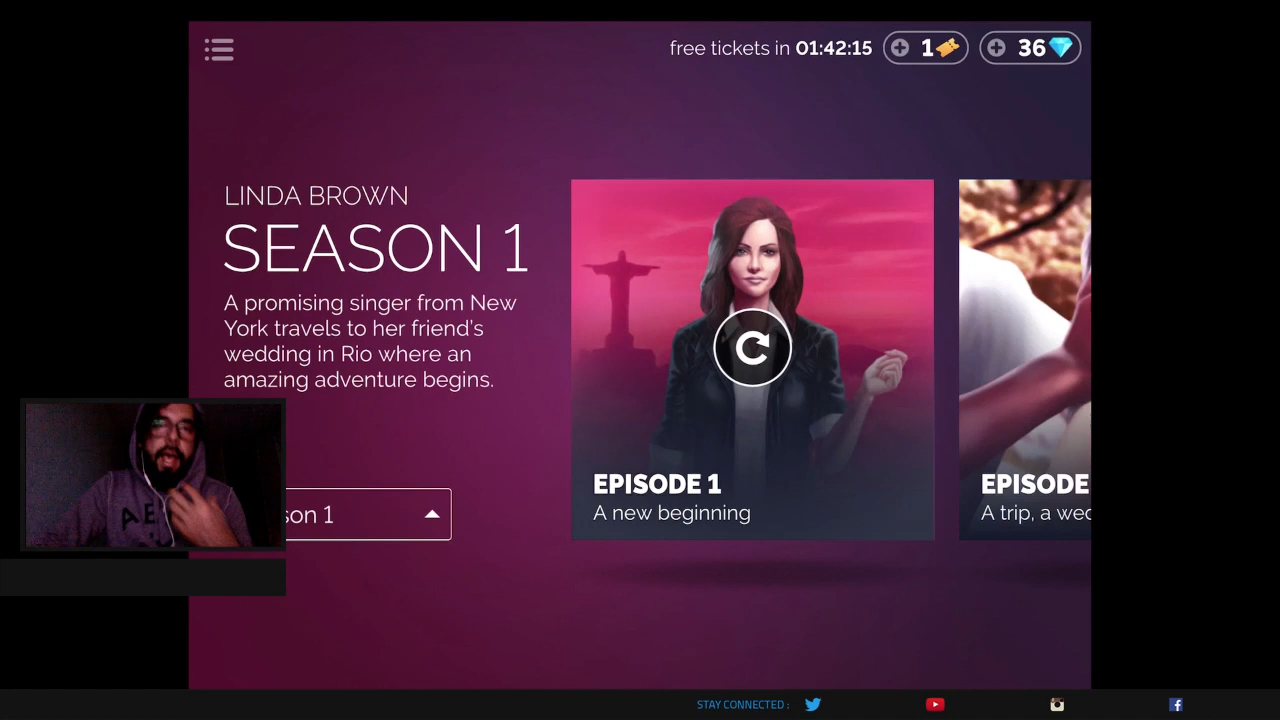 free tickets in 01:42:15
1
36
LINDA BROWN
SEASON 1
A promising singer from New
York travels to her friend's
wedding in Rio where an
amazing adventure begins.
son 1
EPISODE 1
A new beginning
EPISODE
A trip, a wed
AE
STAY CONNECTED :